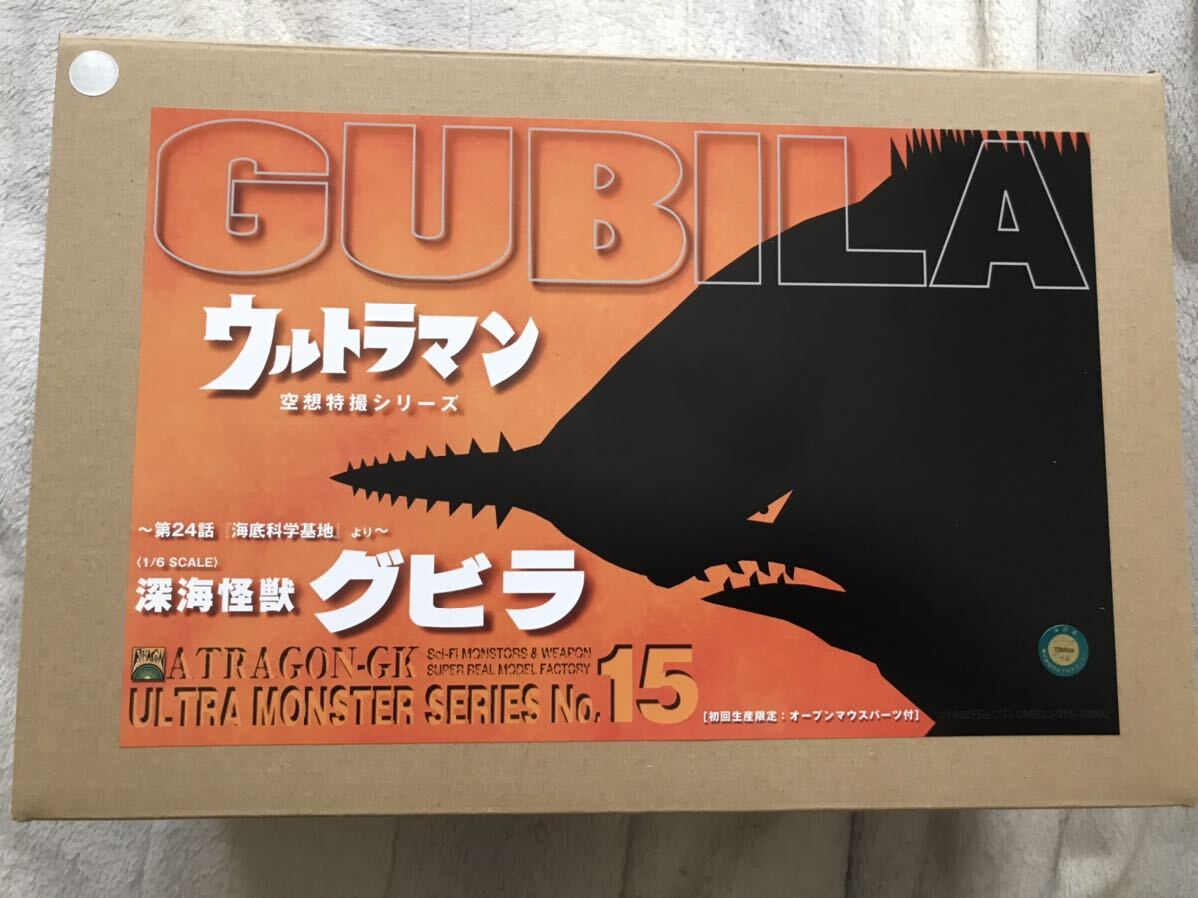 GUBILA
ウルトラマン
空想特撮シリーズ
～第24話『海底科学基地』より～
〈1/6 SCALE〉
深海怪獣 グビラ
ATRAGON
ATRAGON-GK
SCI-FI MONSTORS & WEAPON
SUPER REAL MODEL FACTORY
ULTRA MONSTER SERIES No.15
[初回生産限定：オープンマウスパーツ付]